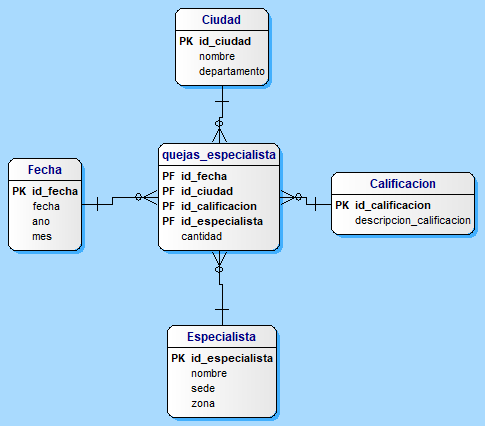 Ciudad
PK id_ciudad
nombre
departamento
quejas_especialista
PF id_fecha
PF id_ciudad
PF id_calificacion
PF id_especialista
cantidad
Fecha
PK id_fecha
fecha
ano
mes
Calificacion
PK id_calificacion
descripcion_calificacion
Especialista
PK id_especialista
nombre
sede
zona